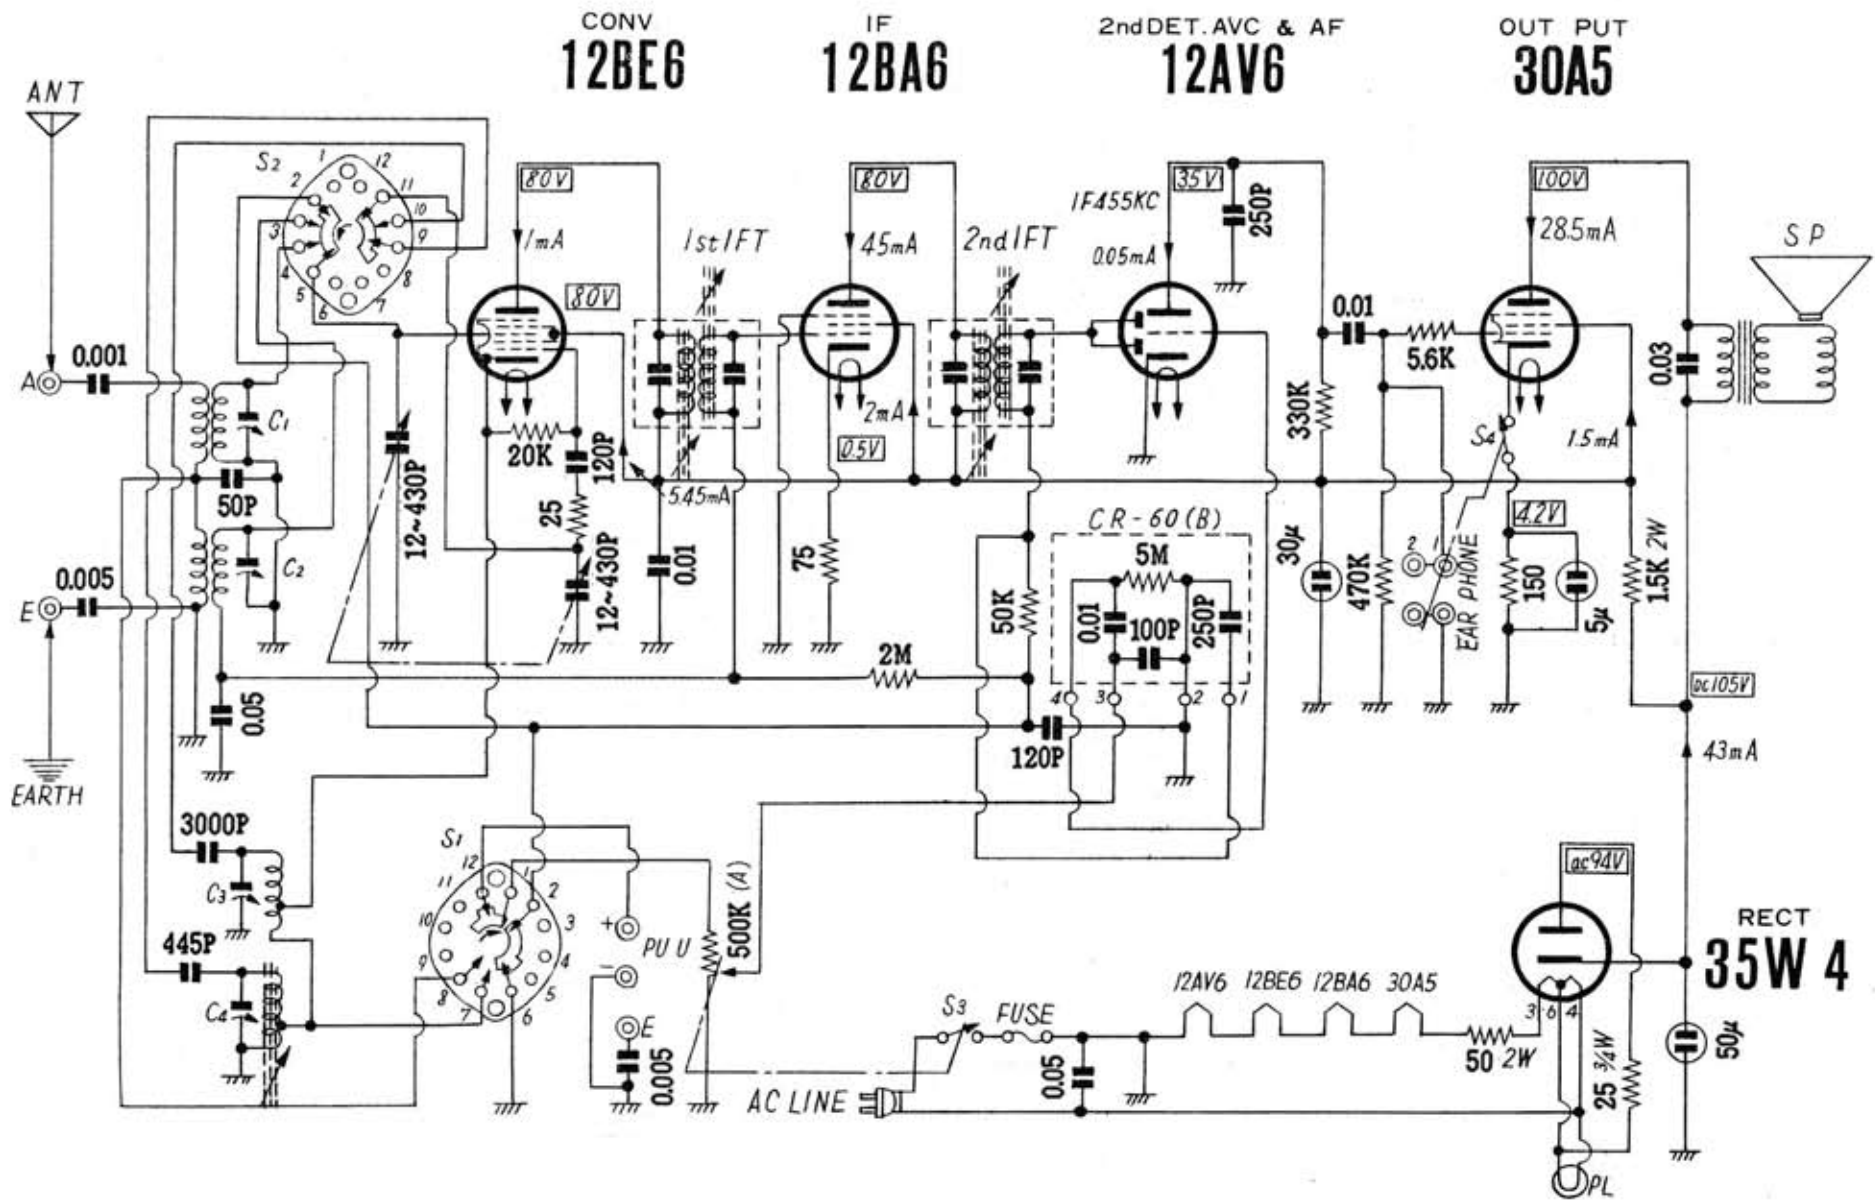 CONV
12BE6
IF
12BA6
2ndDET.AVC & AF
12AV6
OUT PUT
30A5
ANT
S2
1
12
2
11
3
10
4
9
5
8
6
7
80V
1mA
80V
1stIFT
80V
45mA
2ndIFT
IF455KC
35V
0.05mA
250P
100V
28.5mA
SP
A
0.001
C1
50P
12~430P
20K
120P
25
12~430P
5.45mA
0.01
2mA
0.5V
75
330K
0.01
5.6K
S4
1.5mA
0.03
E
0.005
C2
0.05
EARTH
2M
50K
120P
CR-60(B)
5M
0.01
100P
250P
4
3
2
1
30μ
470K
2
1
EAR PHONE
4.2V
150
5μ
1.5K 2W
DC105V
43mA
3000P
C3
445P
C4
S1
12
1
11
2
10
3
9
4
8
5
7
6
+
PU U
−
E
0.005
500K (A)
AC LINE
S3
FUSE
0.05
12AV6
12BE6
12BA6
30A5
50 2W
3
6
4
ac94V
25 3/4W
RECT
35W4
50μ
PL